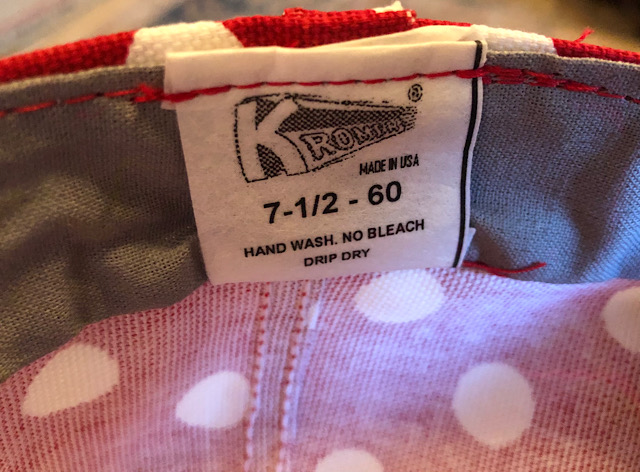 KROMER®
MADE IN USA
7-1/2 - 60
HAND WASH. NO BLEACH
DRIP DRY